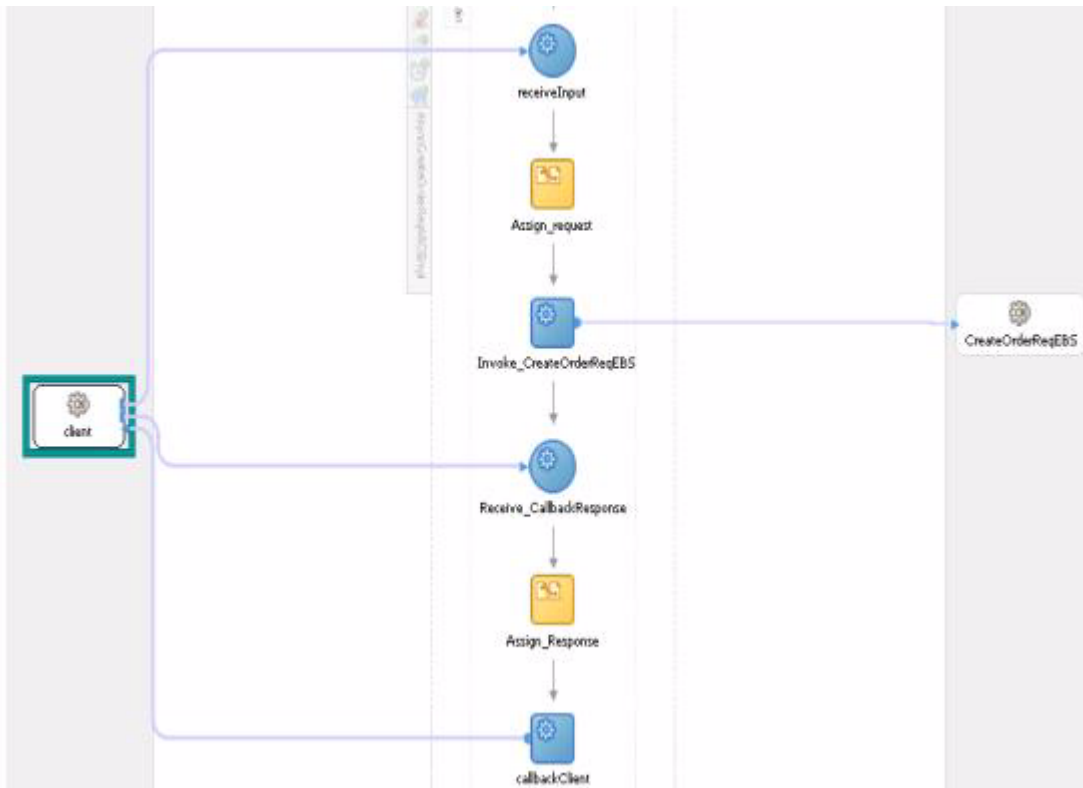 receiveInput
Assign_request
Invoke_CreateOrderReqEBS
CreateOrderReqEBS
client
Receive_CallbackResponse
Assign_Response
callbackClient